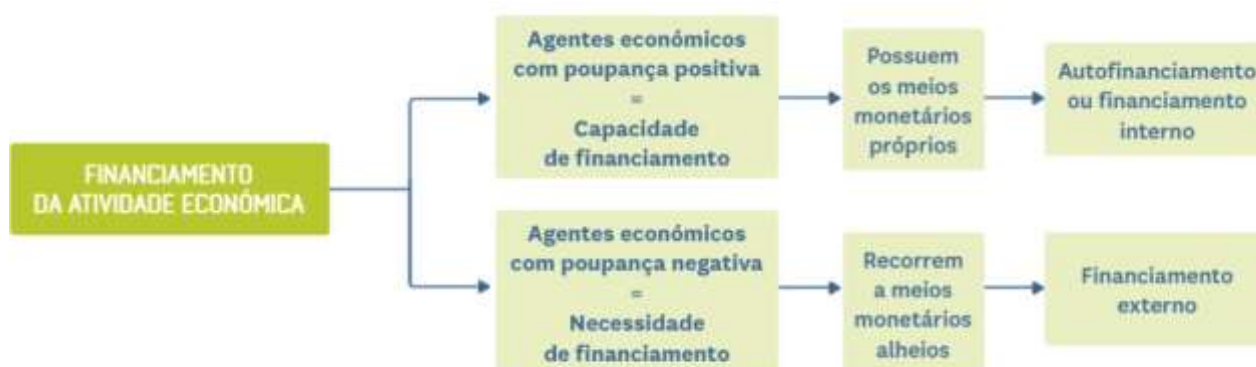 FINANCIAMENTO
DA ATIVIDADE ECONÓMICA
Agentes económicos
com poupança positiva
=
Capacidade
de financiamento
Possuem
os meios
monetários
próprios
Autofinanciamento
ou financiamento
interno
Agentes económicos
com poupança negativa
=
Necessidade
de financiamento
Recorrem
a meios
monetários
alheios
Financiamento
externo